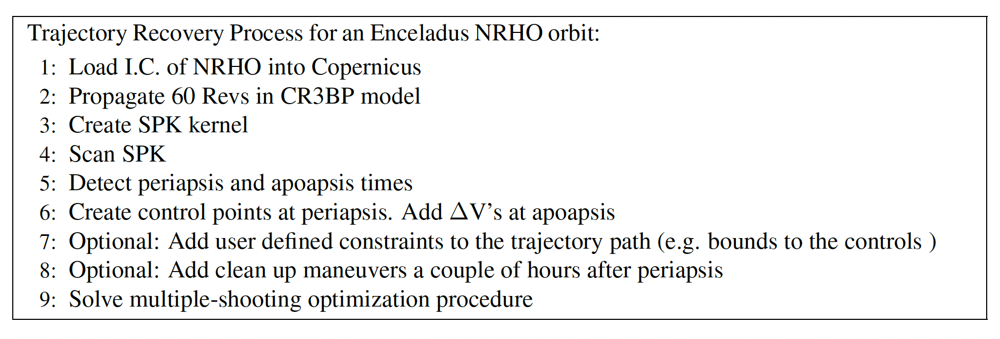 Trajectory Recovery Process for an Enceladus NRHO orbit:
1: Load I.C. of NRHO into Copernicus
2: Propagate 60 Revs in CR3BP model
3: Create SPK kernel
4: Scan SPK
5: Detect periapsis and apoapsis times
6: Create control points at periapsis. Add ΔV's at apoapsis
7: Optional: Add user defined constraints to the trajectory path (e.g. bounds to the controls )
8: Optional: Add clean up maneuvers a couple of hours after periapsis
9: Solve multiple-shooting optimization procedure